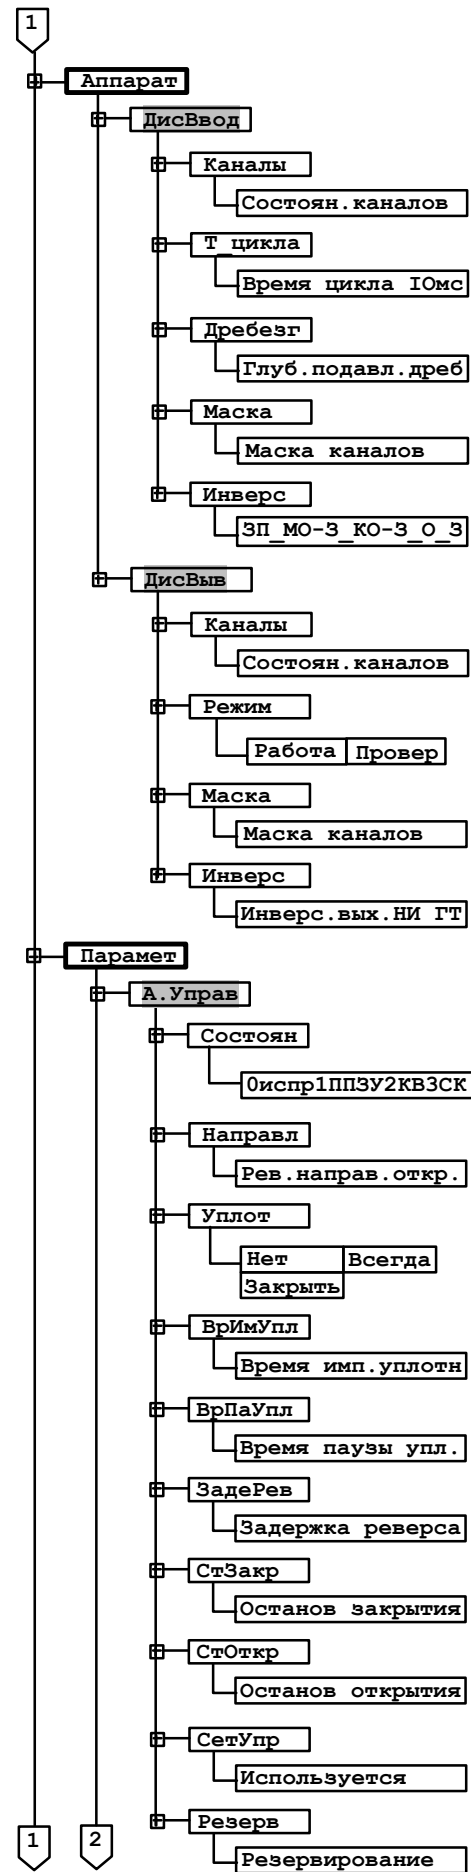 1
Аппарат
ДисВвод
Каналы
Состоян.каналов
Т_цикла
Время цикла IОмс
Дребезг
Глуб.подавл.дреб
Маска
Маска каналов
Инверс
ЗП_МО-З_КО-З_О_З
ДисВыв
Каналы
Состоян.каналов
Режим
Работа Провер
Маска
Маска каналов
Инверс
Инверс.вых.НИ ГТ
Парамет
А.Управ
Состоян
0испр1ППЗУ2КВ3СК
Направл
Рев.направ.откр.
Уплот
Нет Всегда
Закрыть
ВрИмУпл
Время имп.уплотн
ВрПаУпл
Время паузы упл.
ЗадеРев
Задержка реверса
СтЗакр
Останов закрытия
СтОткр
Останов открытия
СетУпр
Используется
Резерв
Резервирование
1 2